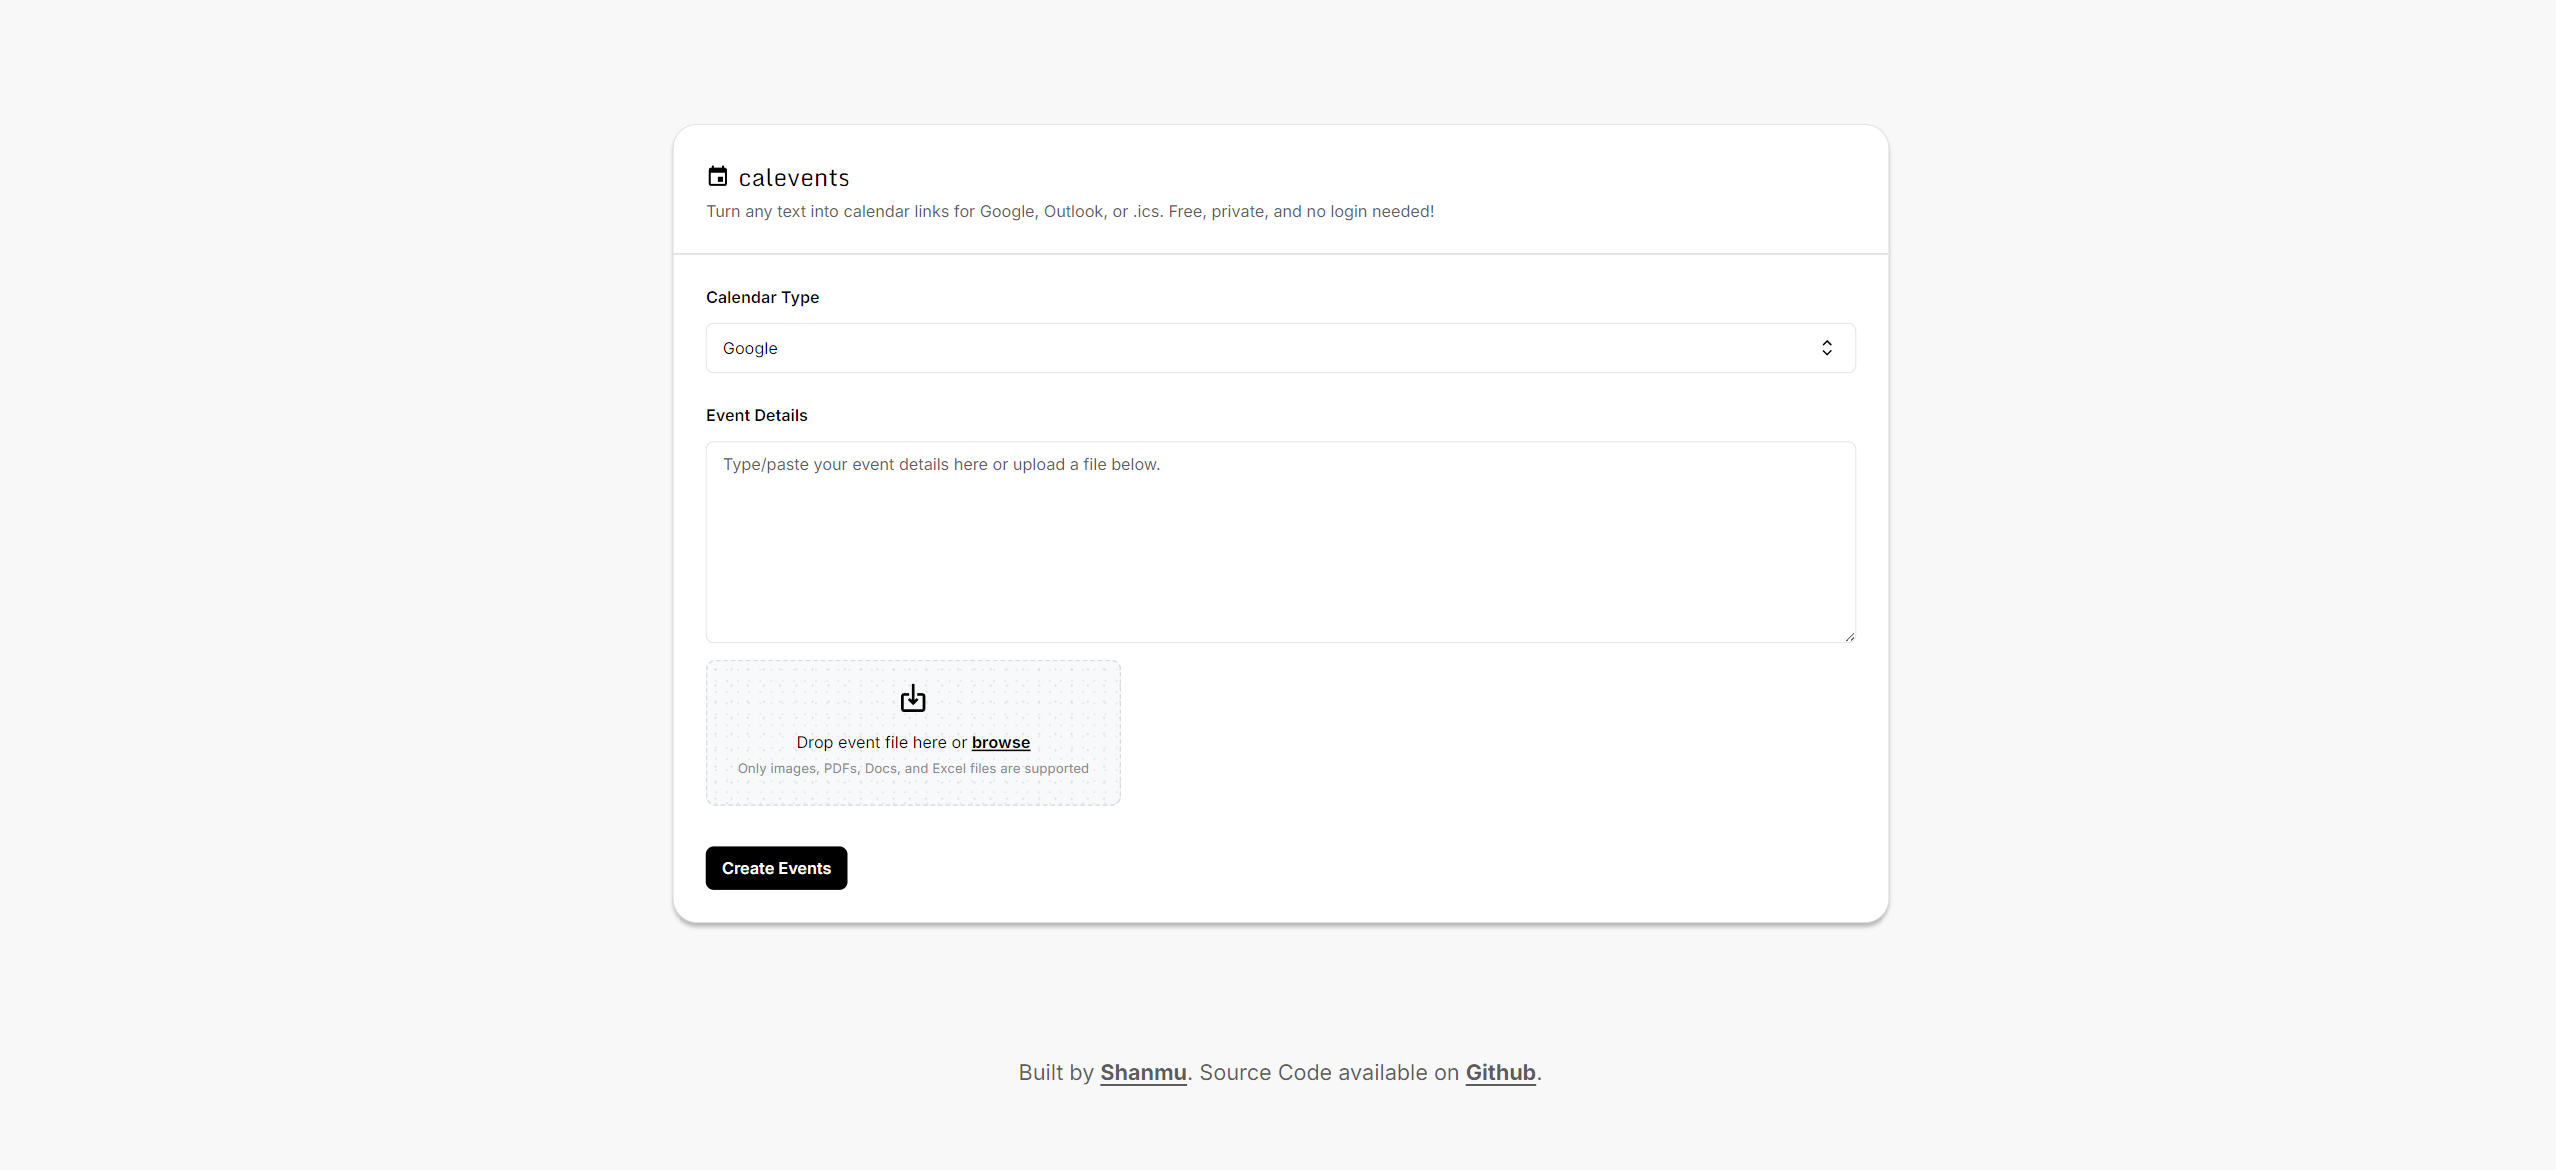 calevents
Turn any text into calendar links for Google, Outlook, or .ics. Free, private, and no login needed!
Calendar Type
Google
Event Details
Type/paste your event details here or upload a file below.
Drop event file here or browse
Only images, PDFs, Docs, and Excel files are supported
Create Events
Built by Shanmu. Source Code available on Github.